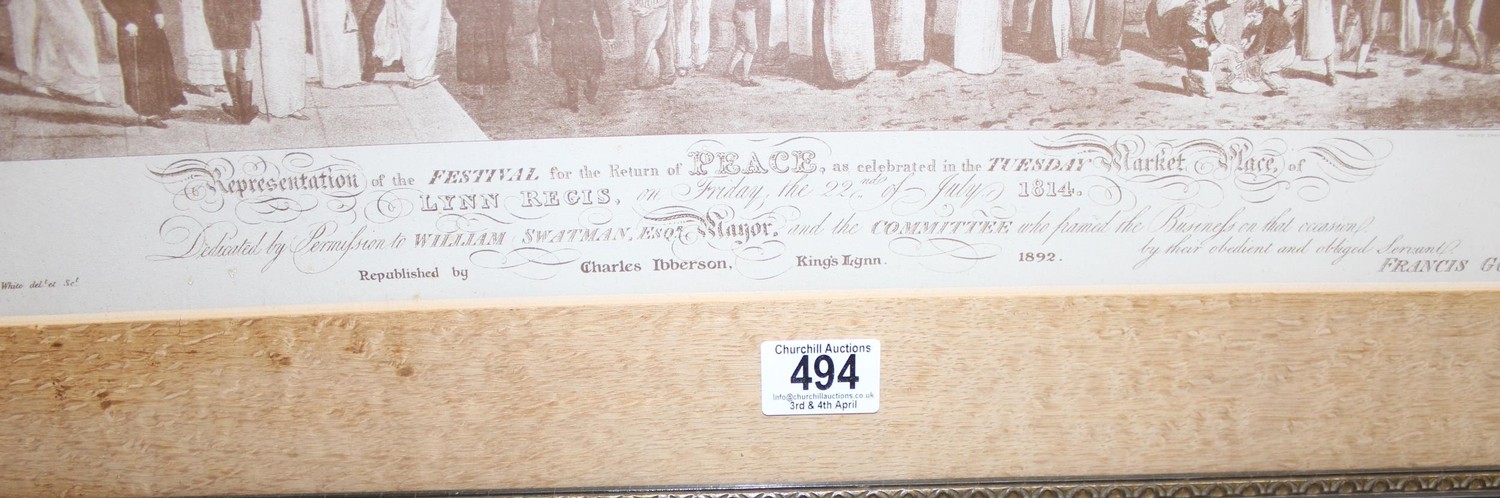 Representation of the FESTIVAL for the Return of PEACE, as celebrated in the TUESDAY Market Place, of
LYNN REGIS, on Friday, the 22nd of July 1814.
Dedicated by Permission to WILLIAM SWATMAN, ESQR. Mayor, and the COMMITTEE who framed the Business on that occasion,
by their obedient and obliged Servant,
White delt. et Sct.
Republished by Charles Ibberson, King's Lynn. 1892.
FRANCIS
Churchill Auctions
494
Info@churchillauctions.co.uk
3rd & 4th April